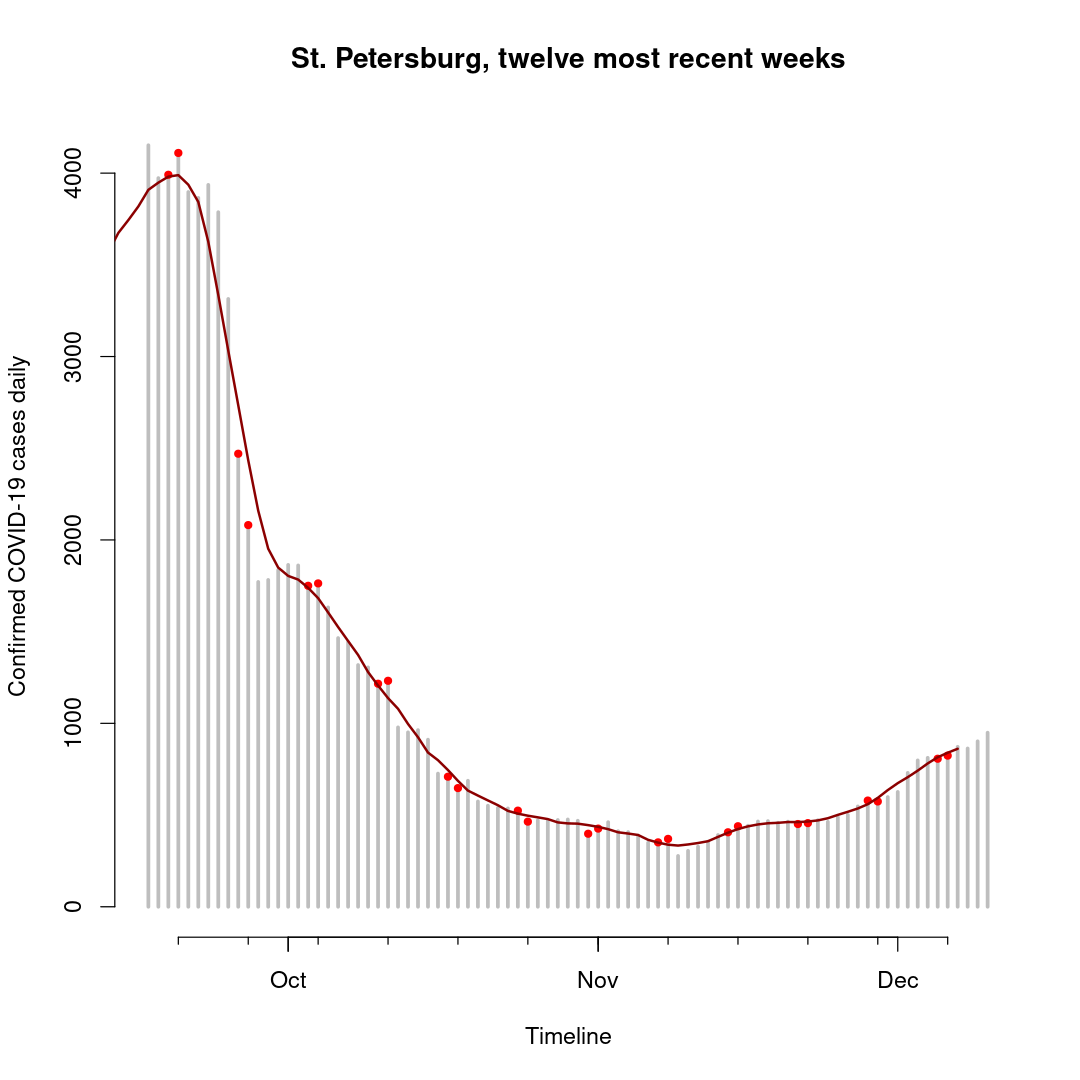 St. Petersburg, twelve most recent weeks
Confirmed COVID-19 cases daily
4000
3000
2000
1000
0
Oct Nov Dec
Timeline